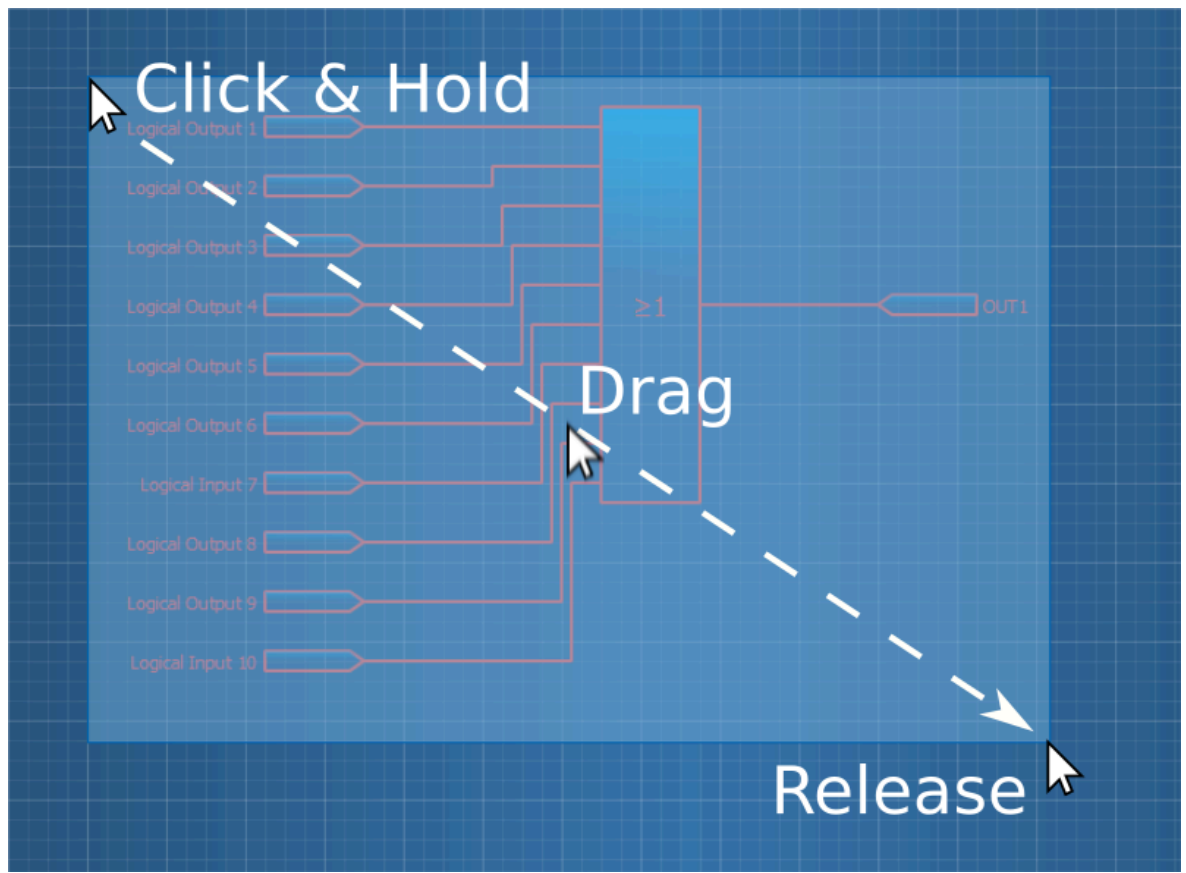 Click & Hold
Logical Output 1
Logical Output 2
Logical Output 3
Logical Output 4
≥1
OUT1
Logical Output 5
Drag
Logical Output 6
Logical Input 7
Logical Output 8
Logical Output 9
Logical Input 10
Release